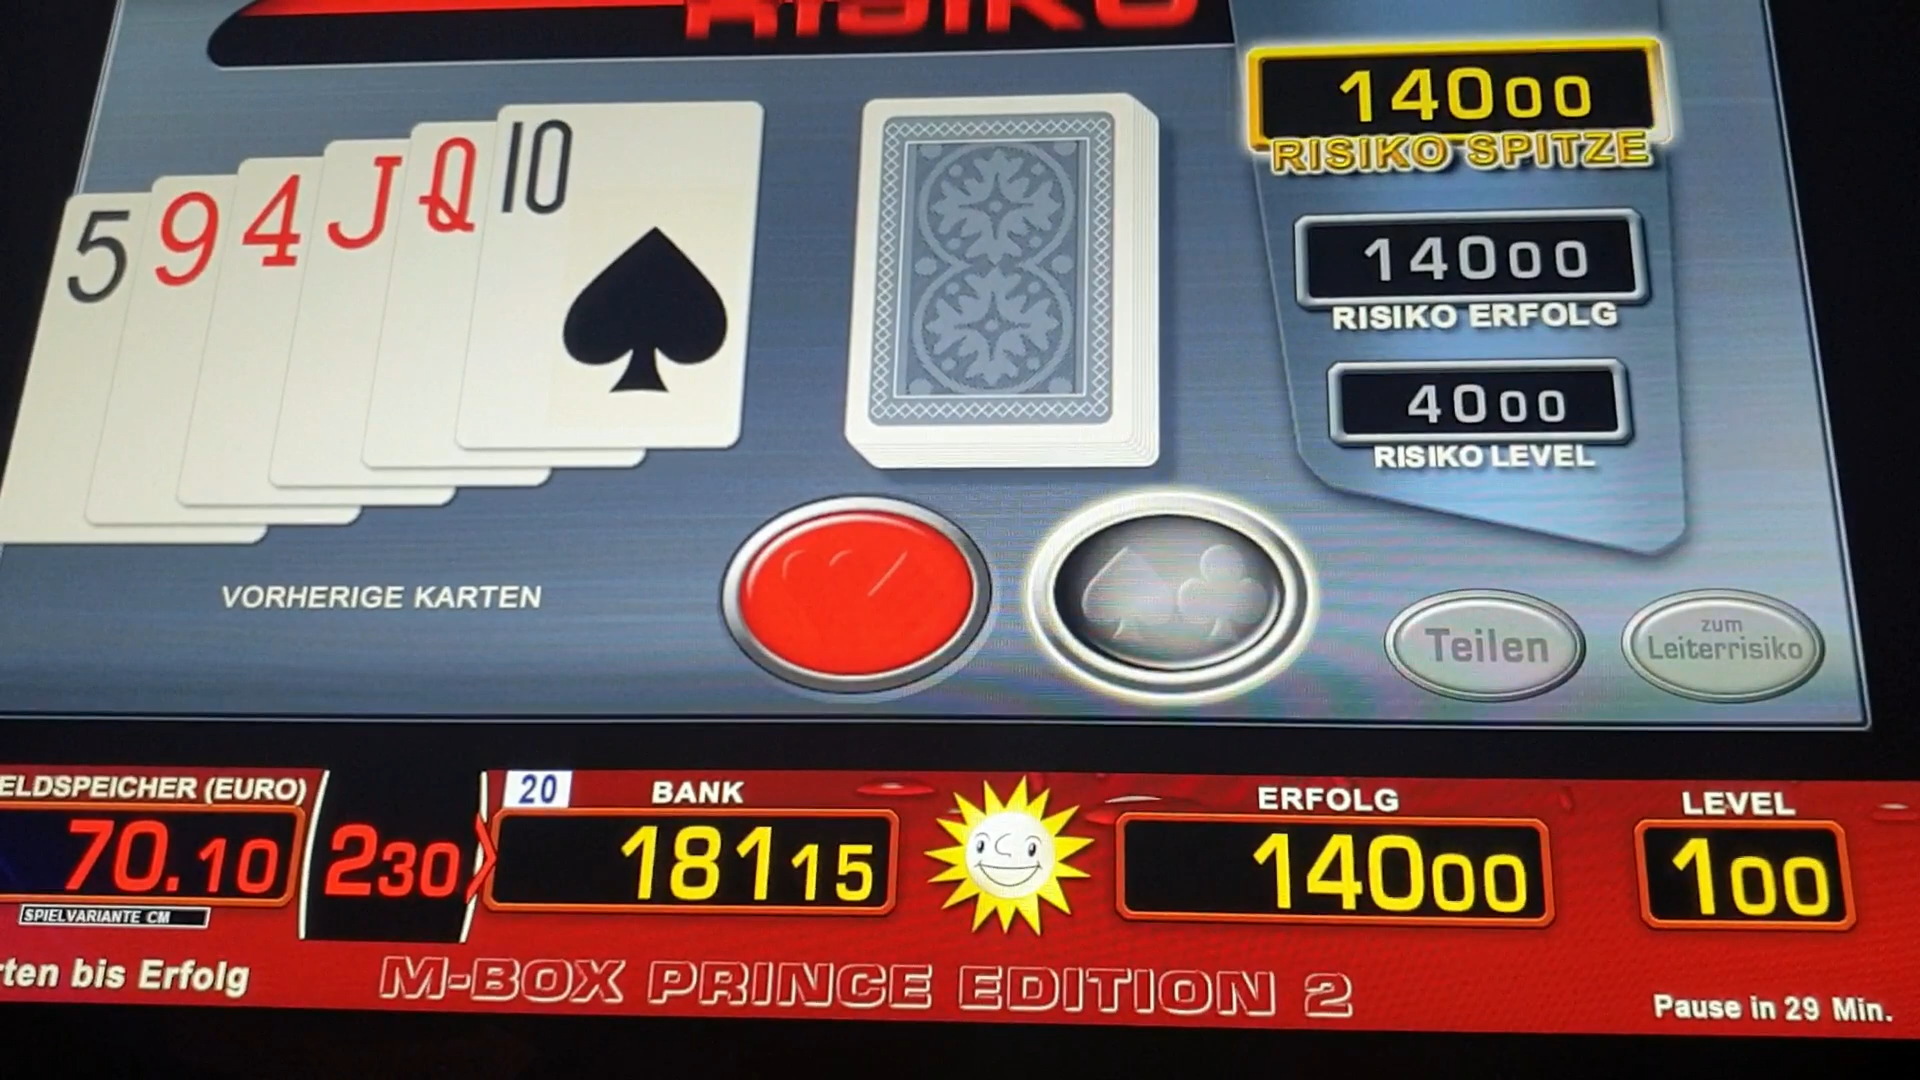 RISIKO
14000
RISIKO SPITZE
5 9 4 J Q 10
14000
RISIKO ERFOLG
4000
RISIKO LEVEL
VORHERIGE KARTEN
Teilen
zum
Leiterrisiko
ELDSPEICHER (EURO)
20 BANK
ERFOLG
LEVEL
70.10
230
18115
14000
100
SPIELVARIANTE CM
rten bis Erfolg
M-BOX PRINCE EDITION 2
Pause in 29 Min.